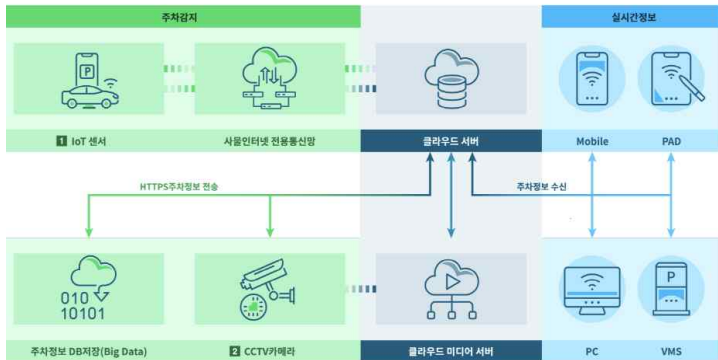 주차감지
실시간정보
P
1 IoT 센서
사물인터넷 전용통신망
클라우드 서버
Mobile
PAD
HTTPS주차정보 전송
주차정보 수신
010
10101
P
주차정보 DB저장(Big Data)
2 CCTV카메라
클라우드 미디어 서버
PC
VMS